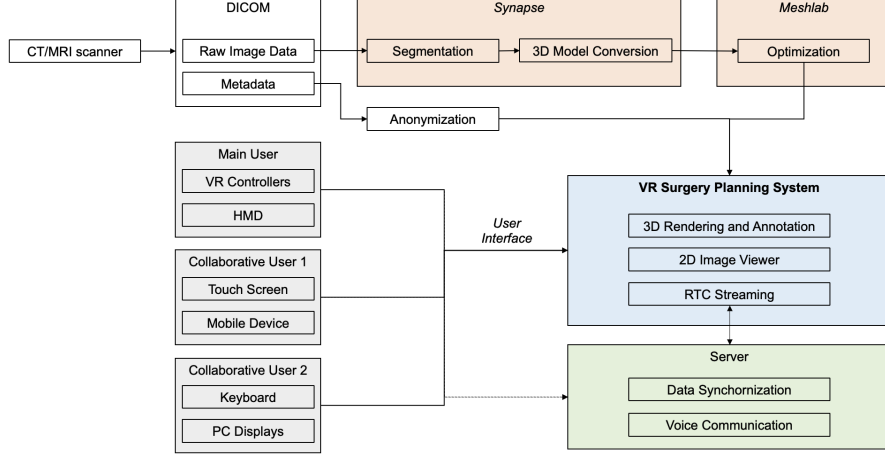 DICOM
Synapse
Meshlab
CT/MRI scanner
Raw Image Data
Segmentation
3D Model Conversion
Optimization
Metadata
Anonymization
Main User
VR Controllers
HMD
Collaborative User 1
Touch Screen
Mobile Device
Collaborative User 2
Keyboard
PC Displays
User
Interface
VR Surgery Planning System
3D Rendering and Annotation
2D Image Viewer
RTC Streaming
Server
Data Synchornization
Voice Communication